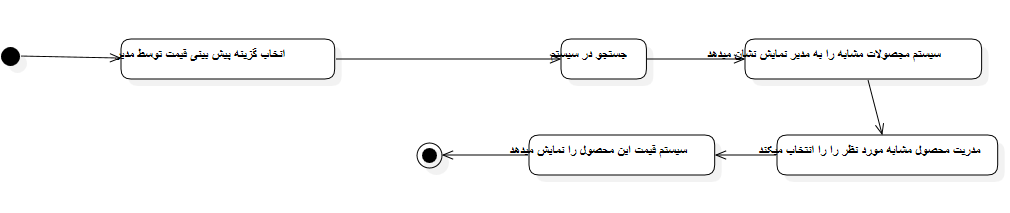 انتخاب گزینه پیش بینی قیمت توسط مدیر
جستجو در سیستم
سیستم محصولات مشابه را به مدیر نمایش نشان میدهد
مدریت محصول مشابه مورد نظر را را انتخاب میکند
سیستم قیمت این محصول را نمایش میدهد